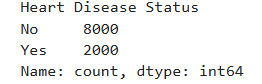 Heart Disease Status
No     8000
Yes    2000
Name: count, dtype: int64